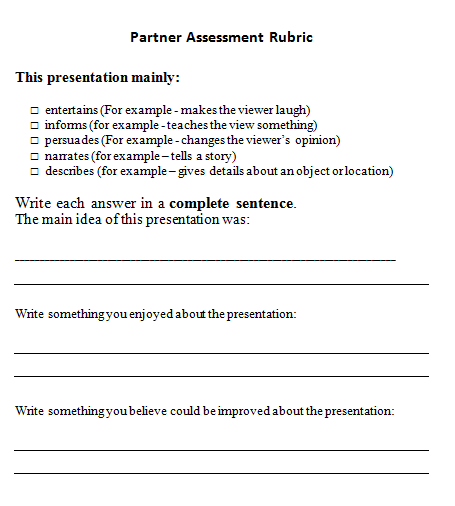 Partner Assessment Rubric
This presentation mainly:
□ entertains (For example - makes the viewer laugh)
□ informs (for example - teaches the view something)
□ persuades (For example - changes the viewer's opinion)
□ narrates (for example – tells a story)
□ describes (for example – gives details about an object or location)
Write each answer in a complete sentence.
The main idea of this presentation was:
Write something you enjoyed about the presentation:
Write something you believe could be improved about the presentation: